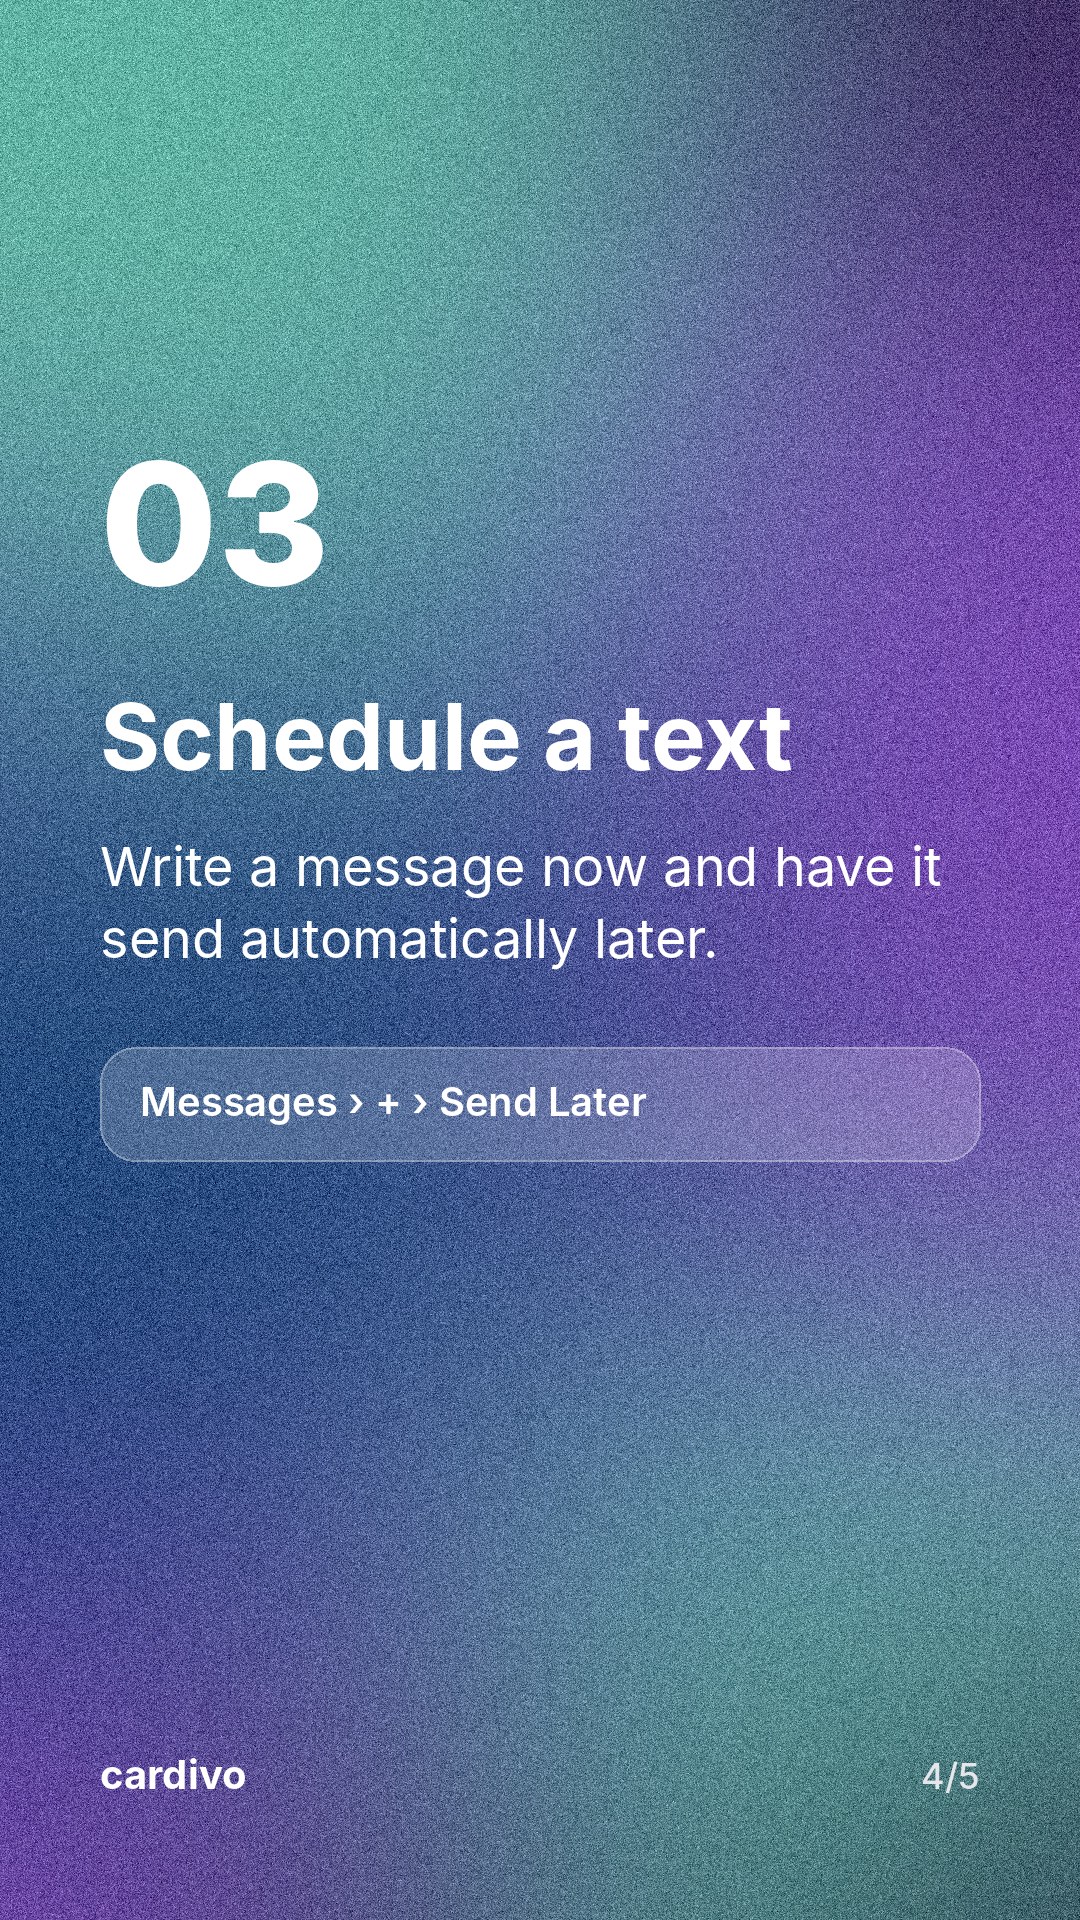 03
Schedule a text
Write a message now and have it
send automatically later.
Messages › + › Send Later
cardivo
4/5